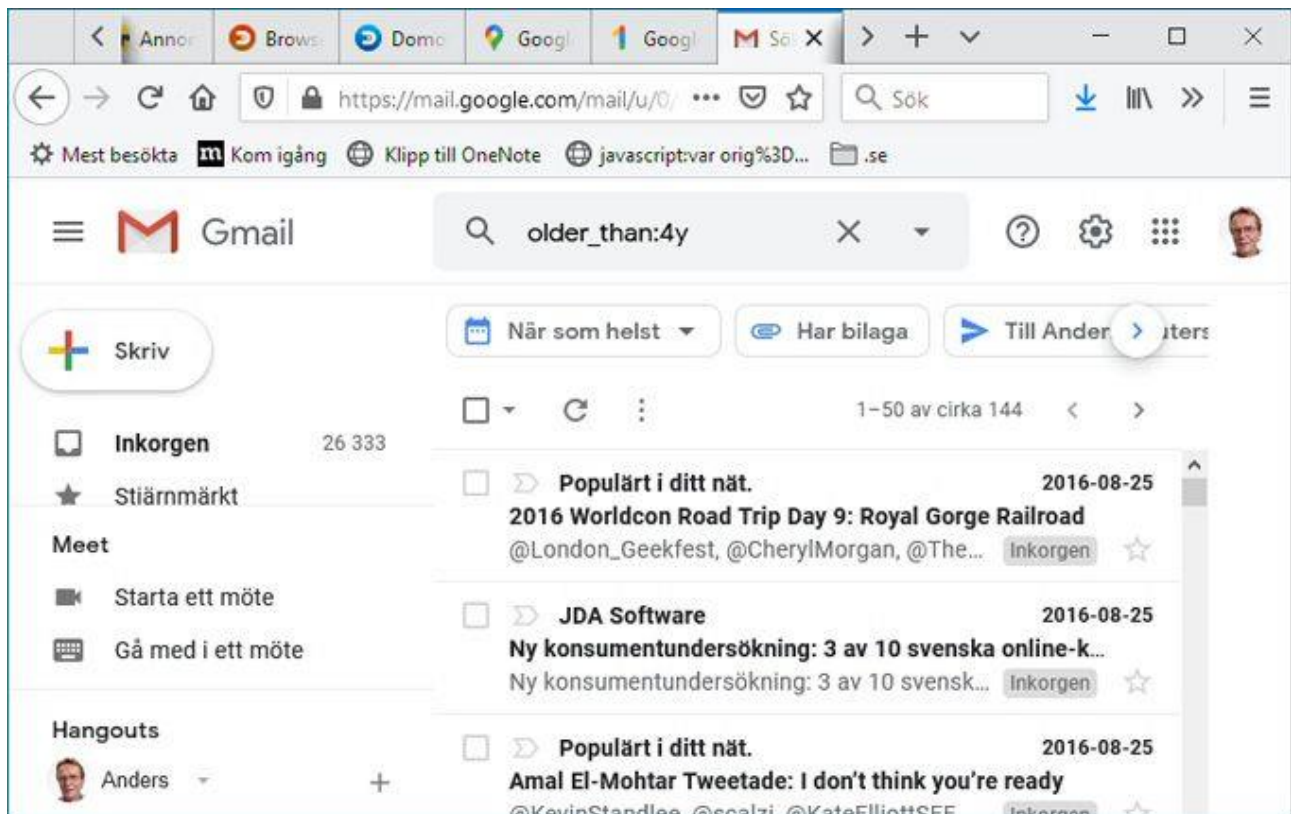 Annor Brows Domo Googl Googl Sö
https://mail.google.com/mail/u/0/ Sök
Mest besökta m Kom igång Klipp till OneNote javascript:var orig%3D... .se
Gmail older_than:4y
Skriv
När som helst Har bilaga Till Ander
1–50 av cirka 144
Inkorgen 26 333
Stjärnmärkt
Meet
Starta ett möte
Gå med i ett möte
Hangouts
Anders
Populärt i ditt nät. 2016-08-25
2016 Worldcon Road Trip Day 9: Royal Gorge Railroad
@London_Geekfest, @CherylMorgan, @The... Inkorgen
JDA Software 2016-08-25
Ny konsumentundersökning: 3 av 10 svenska online-k...
Ny konsumentundersökning: 3 av 10 svensk... Inkorgen
Populärt i ditt nät. 2016-08-25
Amal El-Mohtar Tweetade: I don't think you're ready
@KevinStandlee, @scalzi, @KateElliottSFF Inkorgen